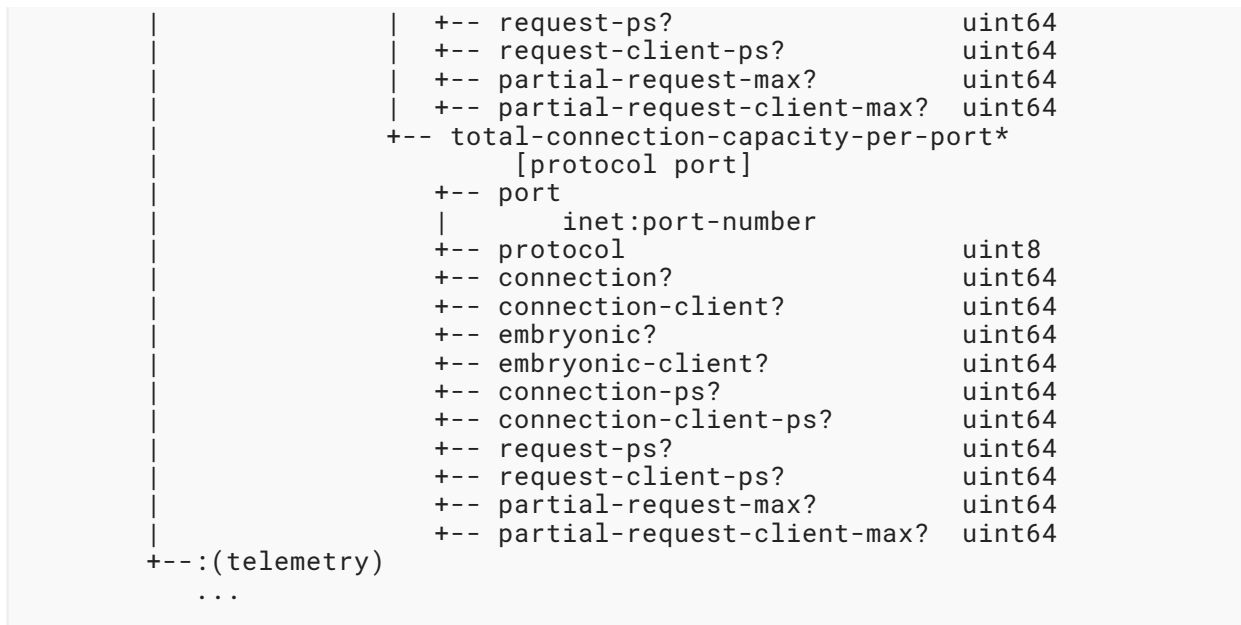 |              |  +-- request-ps?                  uint64
|              |  +-- request-client-ps?           uint64
|              |  +-- partial-request-max?         uint64
|              |  +-- partial-request-client-max?  uint64
|              +-- total-connection-capacity-per-port*
|                      [protocol port]
|                 +-- port
|                 |       inet:port-number
|                 +-- protocol                     uint8
|                 +-- connection?                  uint64
|                 +-- connection-client?           uint64
|                 +-- embryonic?                   uint64
|                 +-- embryonic-client?            uint64
|                 +-- connection-ps?               uint64
|                 +-- connection-client-ps?        uint64
|                 +-- request-ps?                  uint64
|                 +-- request-client-ps?           uint64
|                 +-- partial-request-max?         uint64
|                 +-- partial-request-client-max?  uint64
+--:(telemetry)
   ...